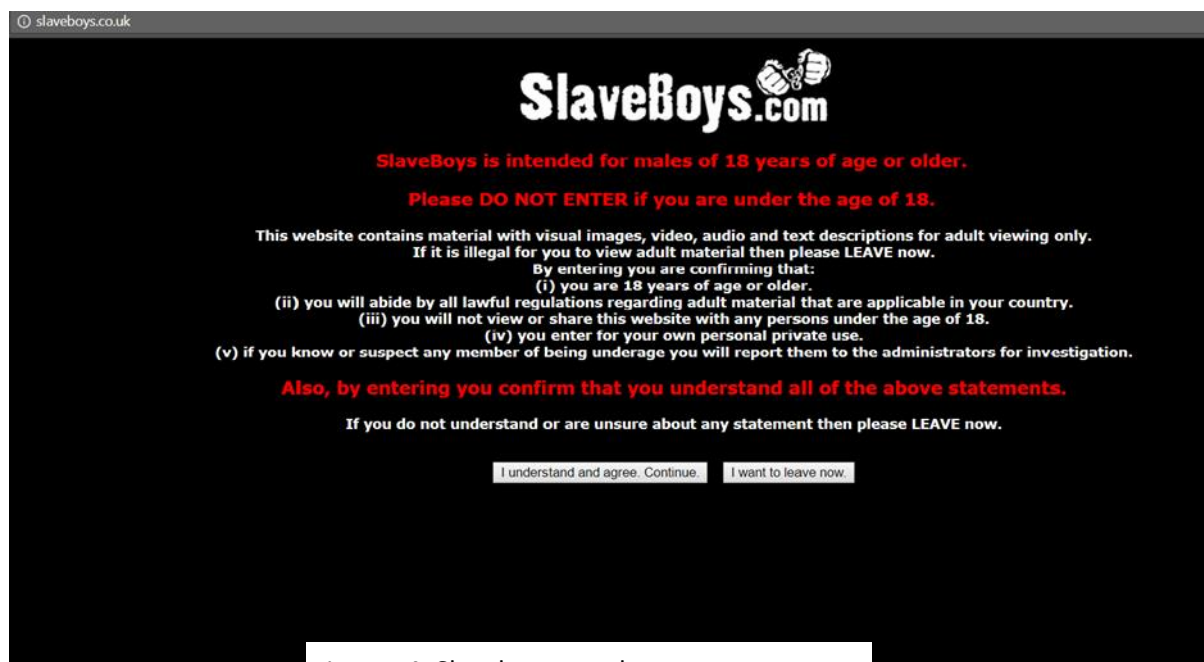 slaveboys.co.uk
SlaveBoys.com
SlaveBoys is intended for males of 18 years of age or older.
Please DO NOT ENTER if you are under the age of 18.
This website contains material with visual images, video, audio and text descriptions for adult viewing only.
If it is illegal for you to view adult material then please LEAVE now.
By entering you are confirming that:
(i) you are 18 years of age or older.
(ii) you will abide by all lawful regulations regarding adult material that are applicable in your country.
(iii) you will not view or share this website with any persons under the age of 18.
(iv) you enter for your own personal private use.
(v) if you know or suspect any member of being underage you will report them to the administrators for investigation.
Also, by entering you confirm that you understand all of the above statements.
If you do not understand or are unsure about any statement then please LEAVE now.
I understand and agree. Continue. I want to leave now.